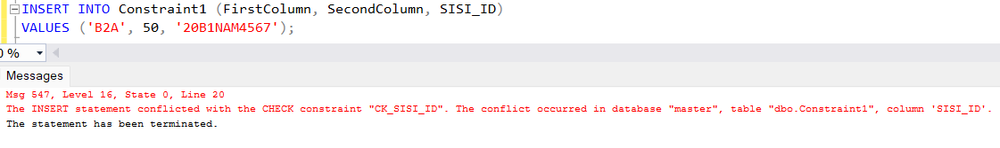 INSERT INTO Constraint1 (FirstColumn, SecondColumn, SISI_ID)
VALUES ('B2A', 50, '20B1NAM4567');
0 %
Messages
Msg 547, Level 16, State 0, Line 20
The INSERT statement conflicted with the CHECK constraint "CK_SISI_ID". The conflict occurred in database "master", table "dbo.Constraint1", column 'SISI_ID'.
The statement has been terminated.